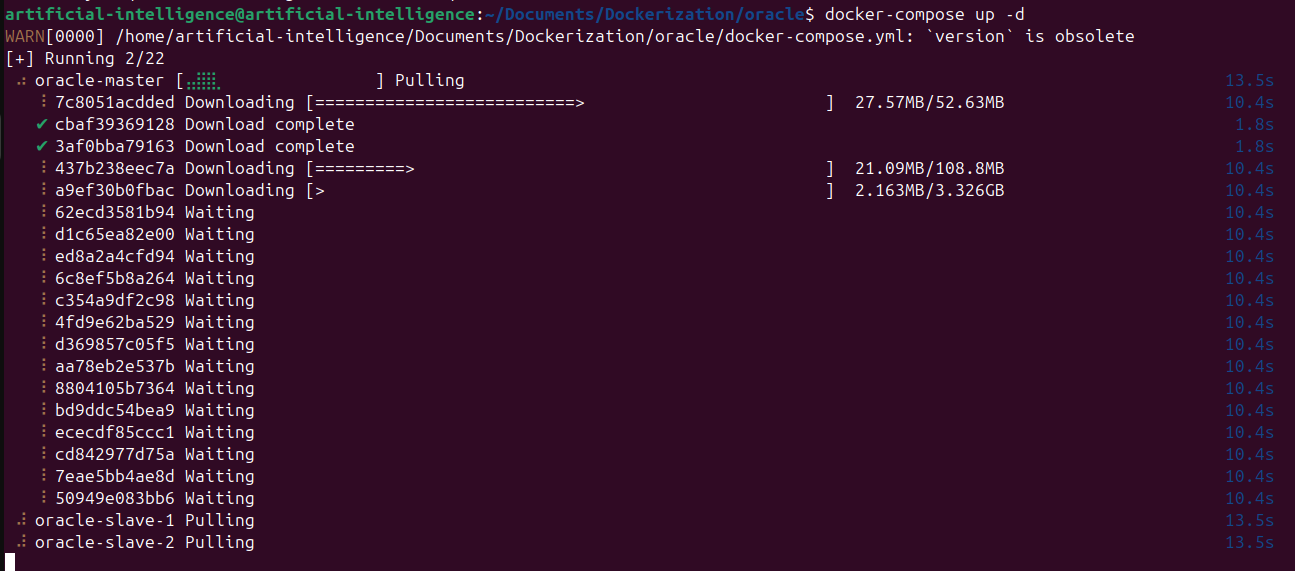 artificial-intelligence@artificial-intelligence:~/Documents/Dockerization/oracle$ docker-compose up -d
WARN[0000] /home/artificial-intelligence/Documents/Dockerization/oracle/docker-compose.yml: `version` is obsolete
[+] Running 2/22
oracle-master [⣀⣿⣿⡀                ] Pulling 13.5s
7c8051acdded Downloading [==========================>                        ]  27.57MB/52.63MB 10.4s
✔ cbaf39369128 Download complete 1.8s
✔ 3af0bba79163 Download complete 1.8s
437b238eec7a Downloading [=========>                                         ]  21.09MB/108.8MB 10.4s
a9ef30b0fbac Downloading [>                                                  ]  2.163MB/3.326GB 10.4s
62ecd3581b94 Waiting 10.4s
d1c65ea82e00 Waiting 10.4s
ed8a2a4cfd94 Waiting 10.4s
6c8ef5b8a264 Waiting 10.4s
c354a9df2c98 Waiting 10.4s
4fd9e62ba529 Waiting 10.4s
d369857c05f5 Waiting 10.4s
aa78eb2e537b Waiting 10.4s
8804105b7364 Waiting 10.4s
bd9ddc54bea9 Waiting 10.4s
ececdf85ccc1 Waiting 10.4s
cd842977d75a Waiting 10.4s
7eae5bb4ae8d Waiting 10.4s
50949e083bb6 Waiting 10.4s
oracle-slave-1 Pulling 13.5s
oracle-slave-2 Pulling 13.5s